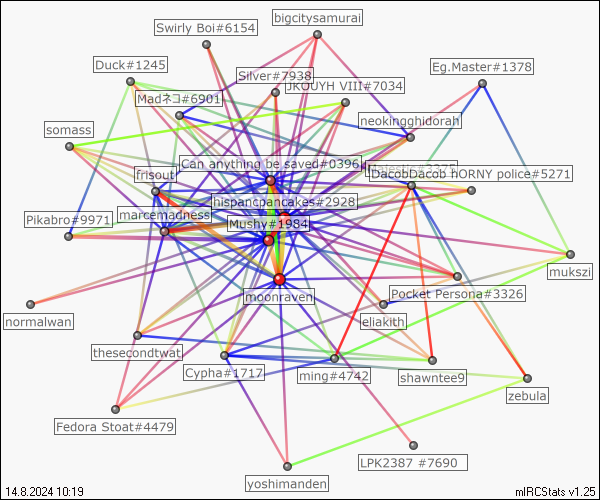 bigcitysamurai
Swirly Boi#6154
Duck#1245
Eg.Master#1378
Silver#7938
JKOUYH VIII#7034
Madネコ#6901
neokingghidorah
somass
Can anything be saved#0396
DacobDacob hORNY police#5271
frisout
hispancpancakes#2928
marcemadness
Pikabro#9971
Mushy#1984
mukszi
Pocket Persona#3326
moonraven
normalwan
eliakith
thesecondtwat
Cypha#1717
ming#4742
shawntee9
zebula
Fedora Stoat#4479
LPK2387 #7690
yoshimanden
14.8.2024 10:19
mIRCStats v1.25